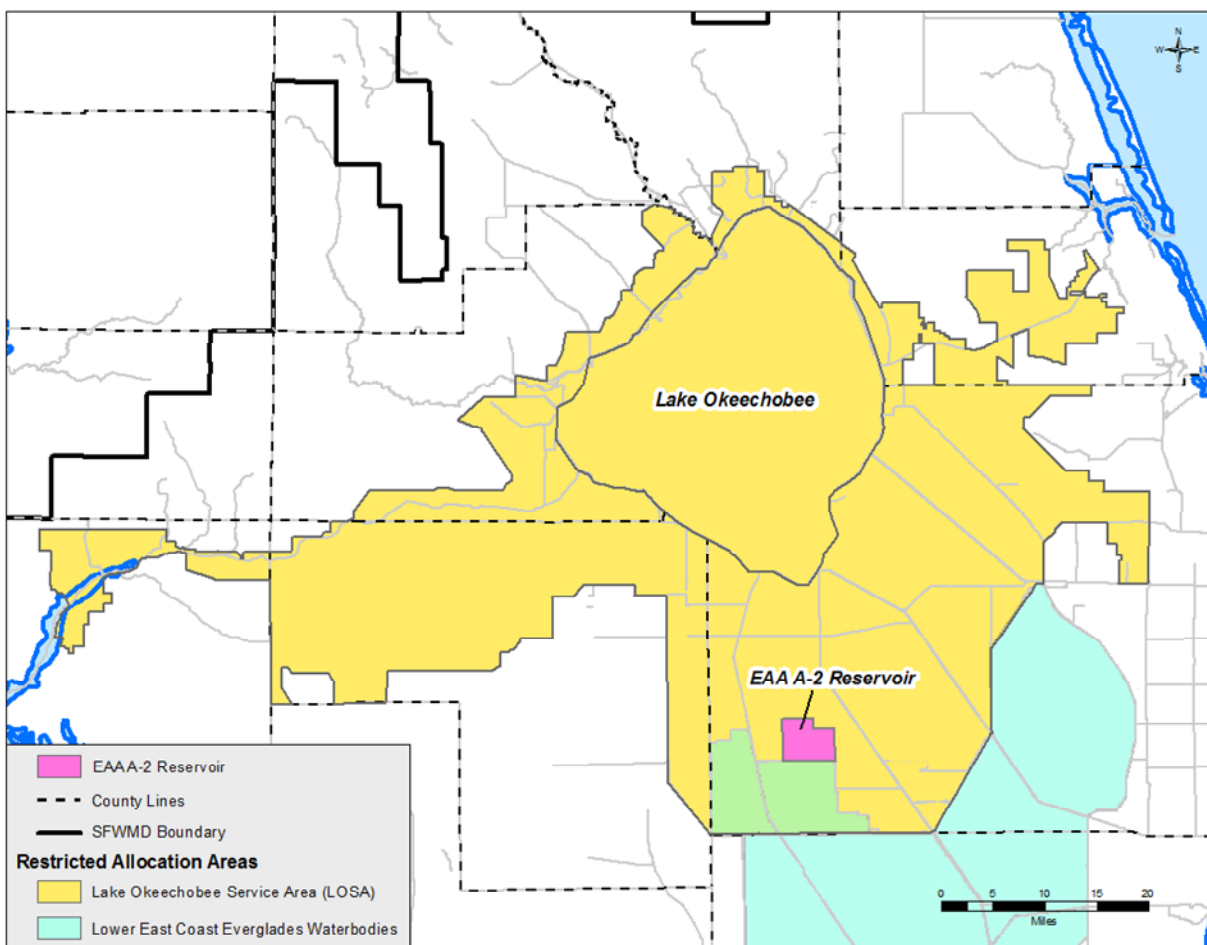 N
W E
S
Lake Okeechobee
EAA A-2 Reservoir
EAA A-2 Reservoir
County Lines
SFWMD Boundary
Restricted Allocation Areas
Lake Okeechobee Service Area (LOSA)
Lower East Coast Everglades Waterbodies
0 5 10 15 20
Miles